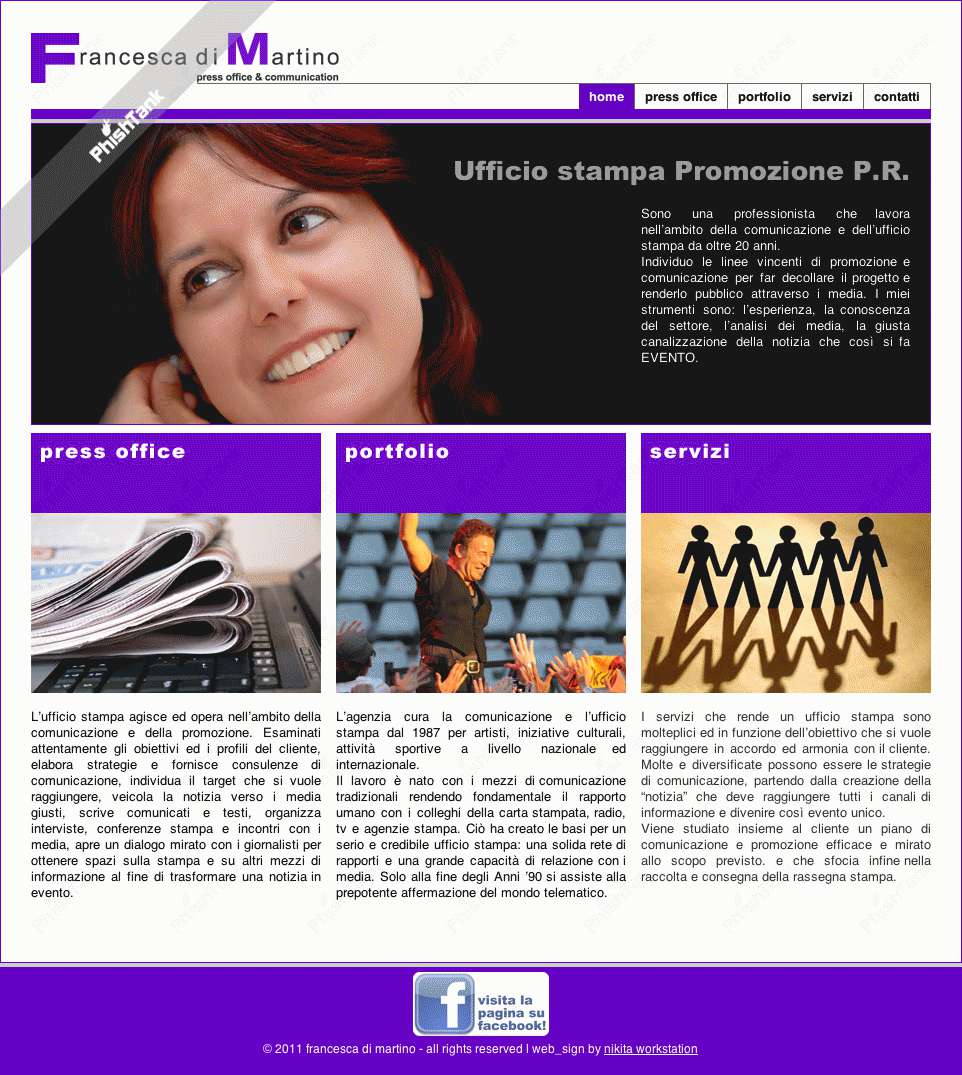 Francesca di Martino
press office & communication
home press office portfolio servizi contatti
PhishTank
Ufficio stampa Promozione P.R.
Sono una professionista che lavora
nell'ambito della comunicazione e dell'ufficio
stampa da oltre 20 anni.
Individuo le linee vincenti di promozione e
comunicazione per far decollare il progetto e
renderlo pubblico attraverso i media. I miei
strumenti sono: l'esperienza, la conoscenza
del settore, l'analisi dei media, la giusta
canalizzazione della notizia che così si fa
EVENTO.
press office
L'ufficio stampa agisce ed opera nell'ambito della
comunicazione e della promozione. Esaminati
attentamente gli obiettivi ed i profili del cliente,
elabora strategie e fornisce consulenze di
comunicazione, individua il target che si vuole
raggiungere, veicola la notizia verso i media
giusti, scrive comunicati e testi, organizza
interviste, conferenze stampa e incontri con i
media, apre un dialogo mirato con i giornalisti per
ottenere spazi sulla stampa e su altri mezzi di
informazione al fine di trasformare una notizia in
evento.
portfolio
L'agenzia cura la comunicazione e l'ufficio
stampa dal 1987 per artisti, iniziative culturali,
attività sportive a livello nazionale ed
internazionale.
Il lavoro è nato con i mezzi di comunicazione
tradizionali rendendo fondamentale il rapporto
umano con i colleghi della carta stampata, radio,
tv e agenzie stampa. Ciò ha creato le basi per un
serio e credibile ufficio stampa: una solida rete di
rapporti e una grande capacità di relazione con i
media. Solo alla fine degli Anni '90 si assiste alla
prepotente affermazione del mondo telematico.
servizi
I servizi che rende un ufficio stampa sono
molteplici ed in funzione dell'obiettivo che si vuole
raggiungere in accordo ed armonia con il cliente.
Molte e diversificate possono essere le strategie
di comunicazione, partendo dalla creazione della
“notizia” che deve raggiungere tutti i canali di
informazione e divenire così evento unico.
Viene studiato insieme al cliente un piano di
comunicazione e promozione efficace e mirato
allo scopo previsto. e che sfocia infine nella
raccolta e consegna della rassegna stampa.
visita la
pagina su
facebook!
© 2011 francesca di martino - all rights reserved | web_sign by nikita workstation